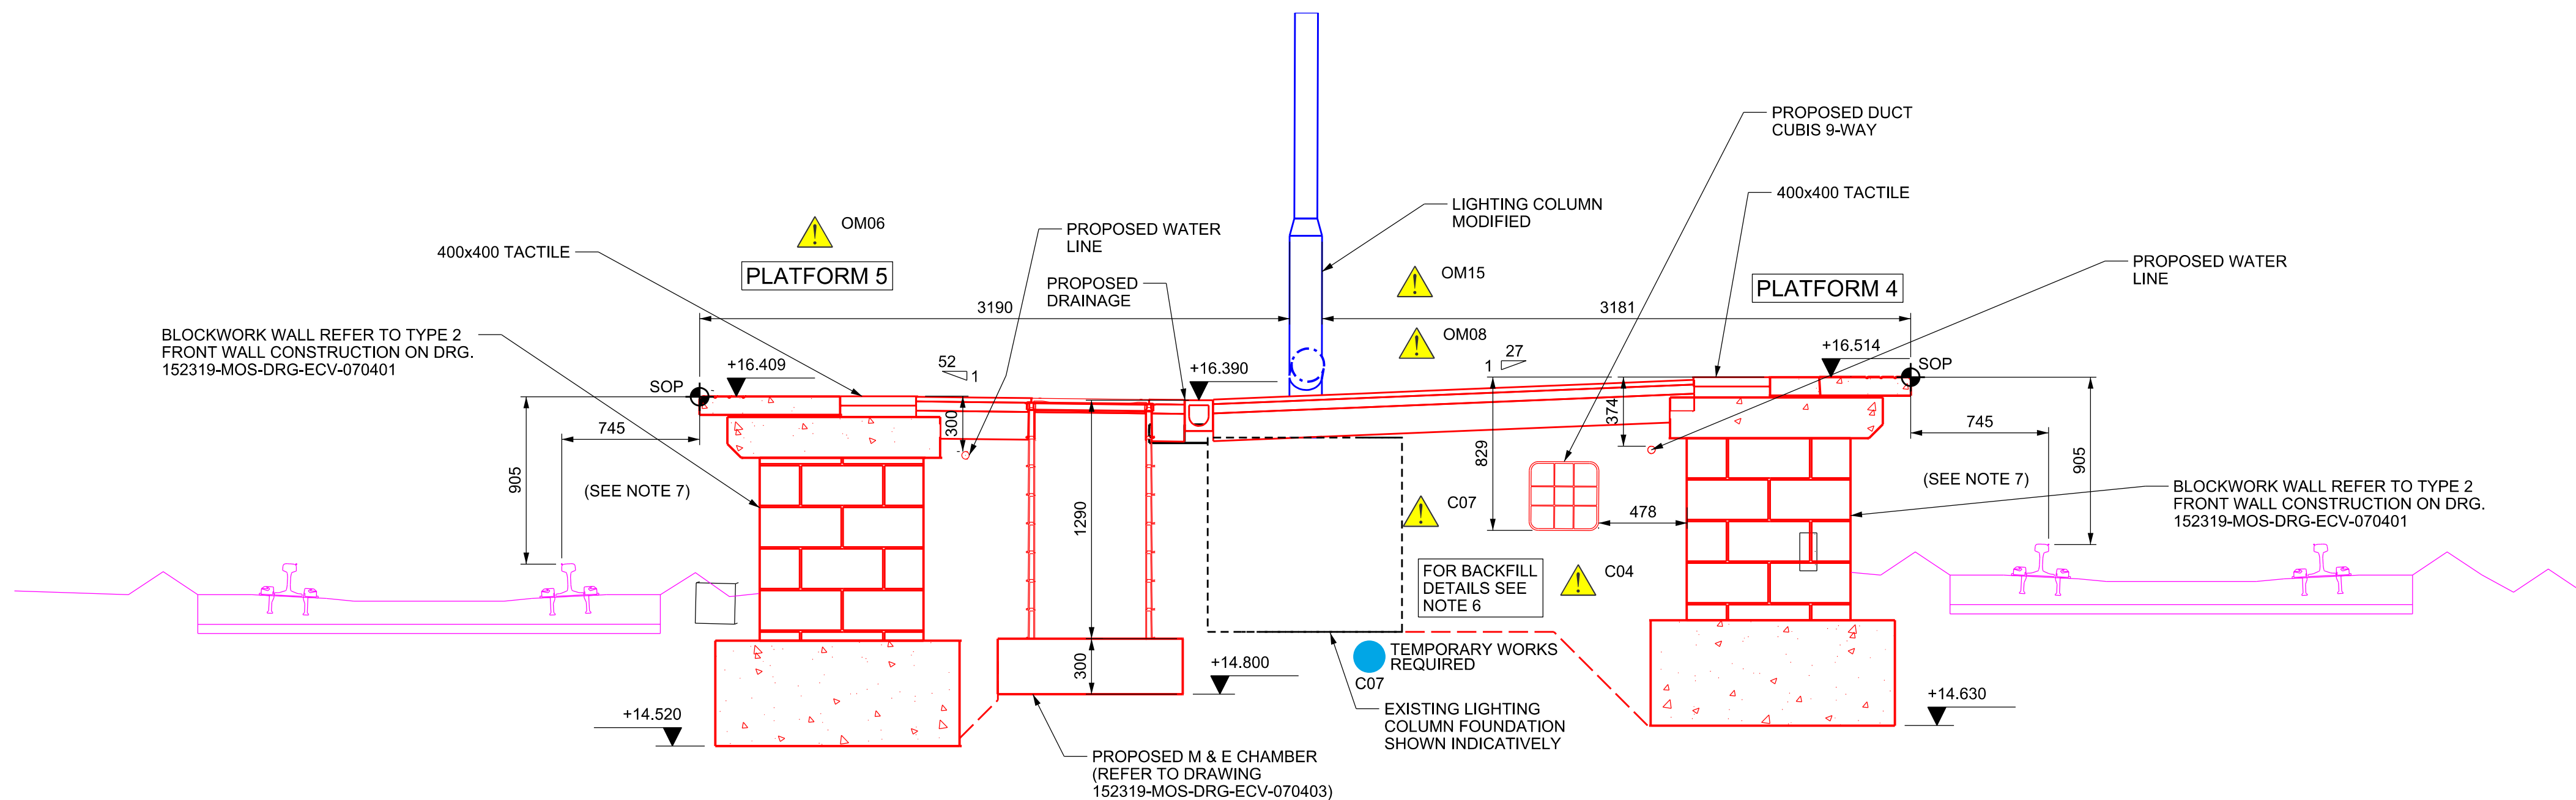 PROPOSED DUCT
CUBIS 9-WAY
400x400 TACTILE
LIGHTING COLUMN
MODIFIED
OM06
PROPOSED WATER
LINE
400x400 TACTILE
PLATFORM 5
PROPOSED
DRAINAGE
OM15
PLATFORM 4
PROPOSED WATER
LINE
3190
3181
BLOCKWORK WALL REFER TO TYPE 2
FRONT WALL CONSTRUCTION ON DRG.
152319-MOS-DRG-ECV-070401
OM08
+16.409
52
1
+16.390
1
27
+16.514
SOP
SOP
745
300
374
745
905
(SEE NOTE 7)
1290
829
478
C07
905
(SEE NOTE 7)
BLOCKWORK WALL REFER TO TYPE 2
FRONT WALL CONSTRUCTION ON DRG.
152319-MOS-DRG-ECV-070401
FOR BACKFILL
DETAILS SEE
NOTE 6
C04
300
+14.800
TEMPORARY WORKS
REQUIRED
C07
+14.520
+14.630
EXISTING LIGHTING
COLUMN FOUNDATION
SHOWN INDICATIVELY
PROPOSED M & E CHAMBER
(REFER TO DRAWING
152319-MOS-DRG-ECV-070403)